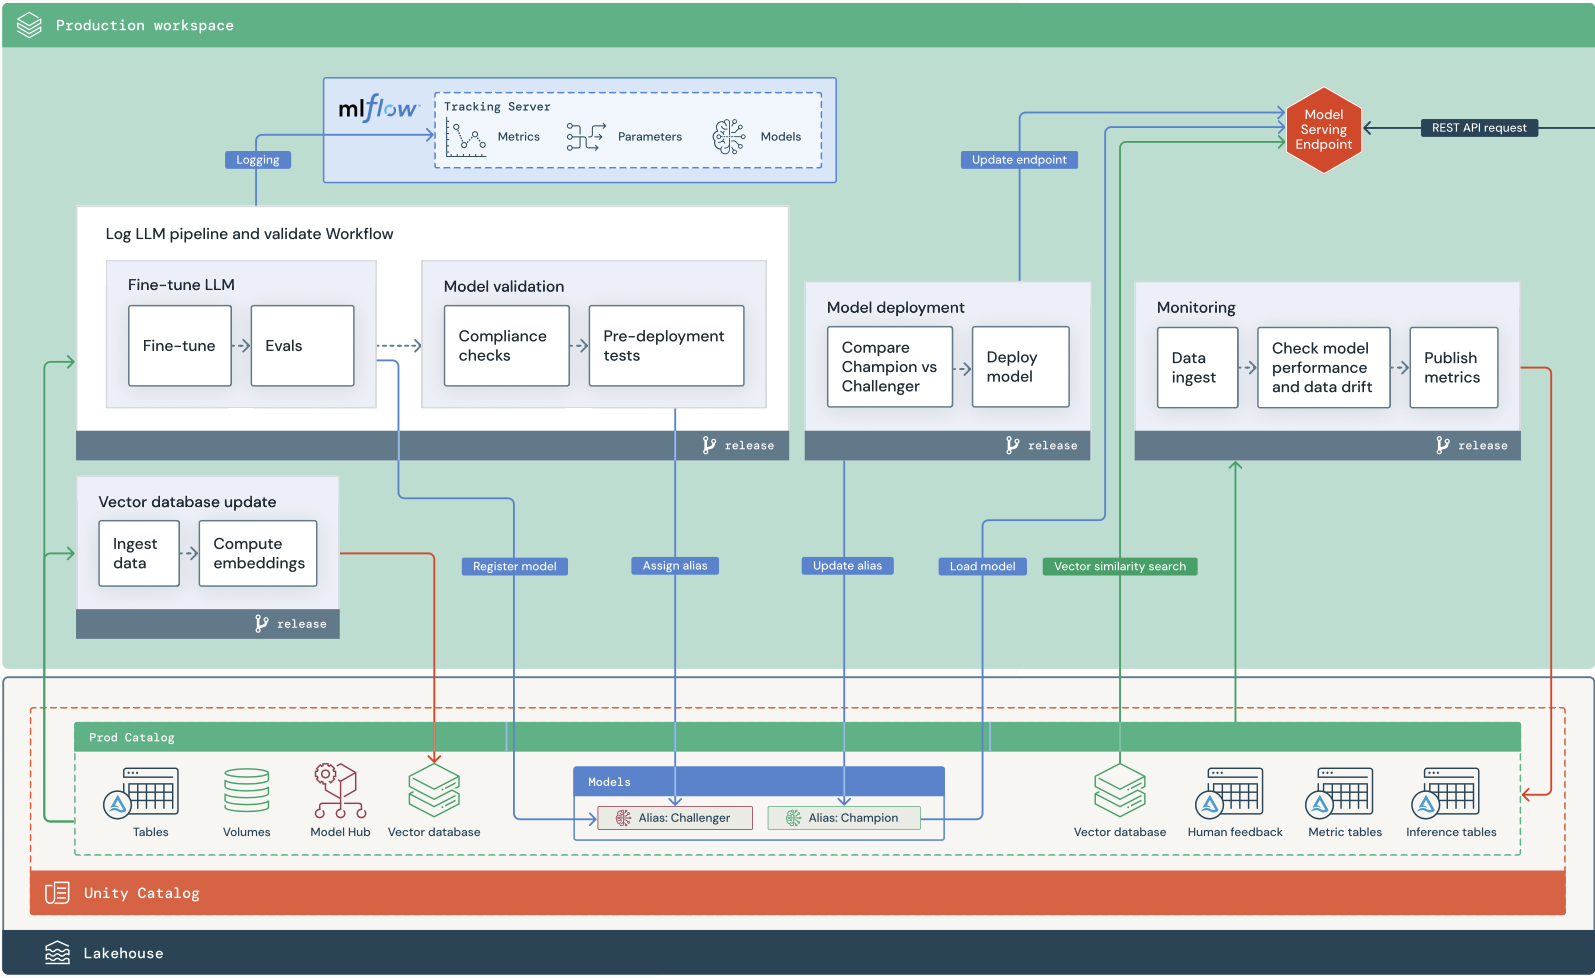 Production workspace
mlflow™
Tracking Server
Metrics
Parameters
Models
Logging
Update endpoint
Model
Serving
Endpoint
REST API request
Log LLM pipeline and validate Workflow
Fine-tune LLM
Fine-tune
Evals
Model validation
Compliance
checks
Pre-deployment
tests
release
Model deployment
Compare
Champion vs
Challenger
Deploy
model
release
Monitoring
Data
ingest
Check model
performance
and data drift
Publish
metrics
release
Vector database update
Ingest
data
Compute
embeddings
release
Register model
Assign alias
Update alias
Load model
Vector similarity search
Prod Catalog
Tables
Volumes
Model Hub
Vector database
Models
Alias: Challenger
Alias: Champion
Vector database
Human feedback
Metric tables
Inference tables
Unity Catalog
Lakehouse